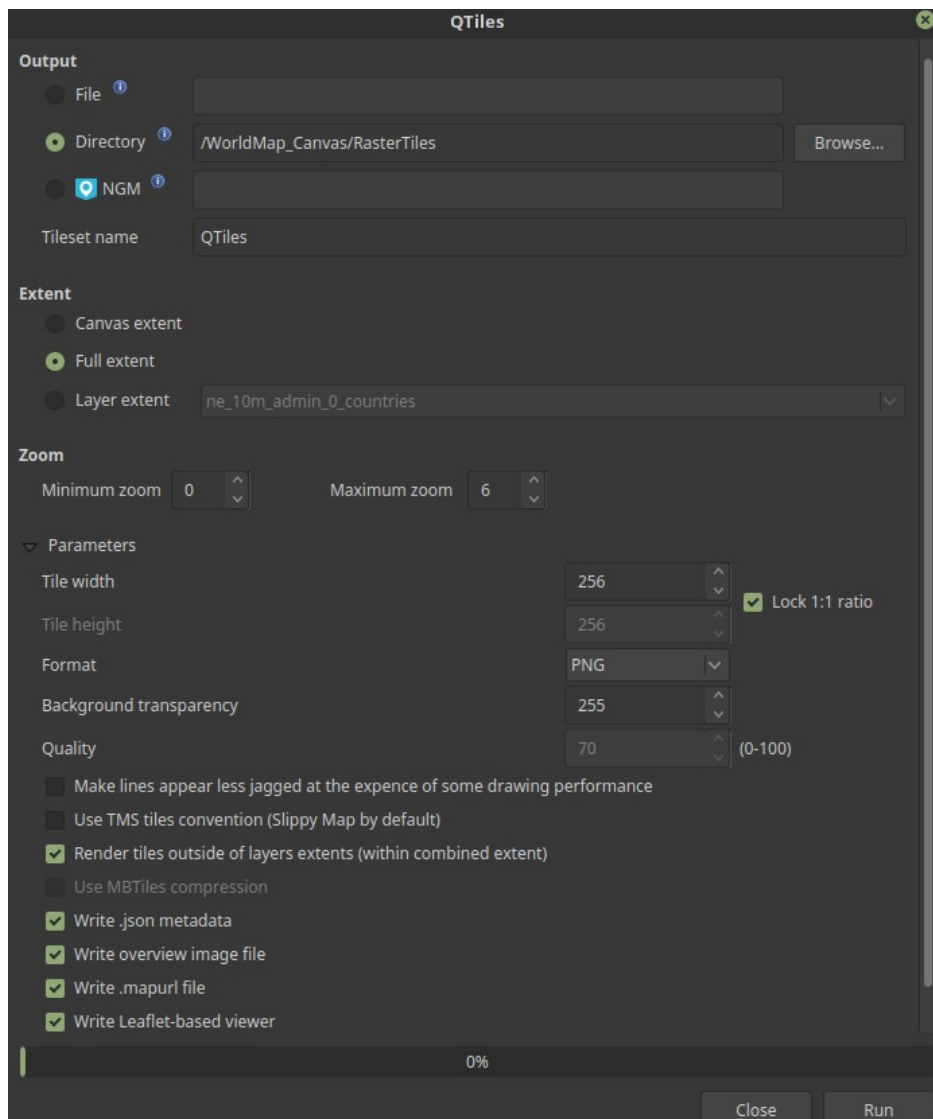 QTiles
Output
File
Directory /WorldMap_Canvas/RasterTiles Browse...
NGM
Tileset name QTiles
Extent
Canvas extent
Full extent
Layer extent ne_10m_admin_0_countries
Zoom
Minimum zoom 0 Maximum zoom 6
Parameters
Tile width 256
Lock 1:1 ratio
Tile height 256
Format PNG
Background transparency 255
Quality 70 (0-100)
Make lines appear less jagged at the expence of some drawing performance
Use TMS tiles convention (Slippy Map by default)
Render tiles outside of layers extents (within combined extent)
Use MBTiles compression
Write .json metadata
Write overview image file
Write .mapurl file
Write Leaflet-based viewer
0%
Close Run